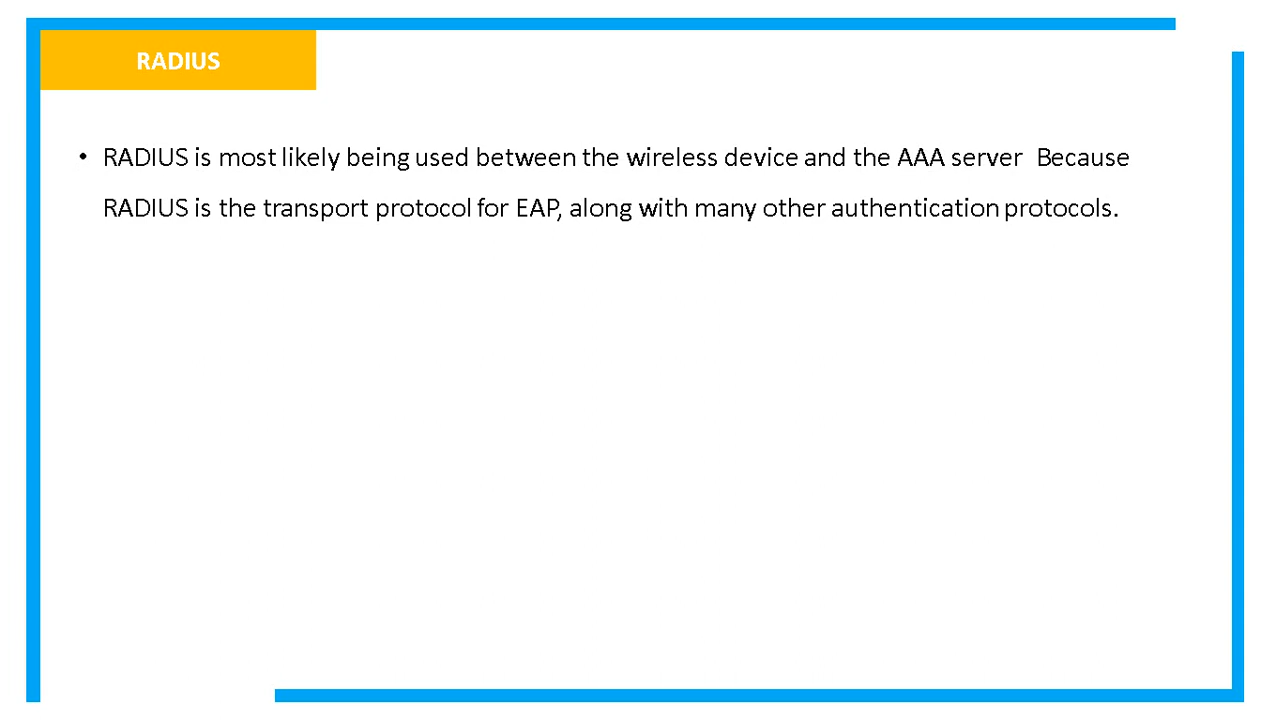 RADIUS
• RADIUS is most likely being used between the wireless device and the AAA server  Because
RADIUS is the transport protocol for EAP, along with many other authentication protocols.